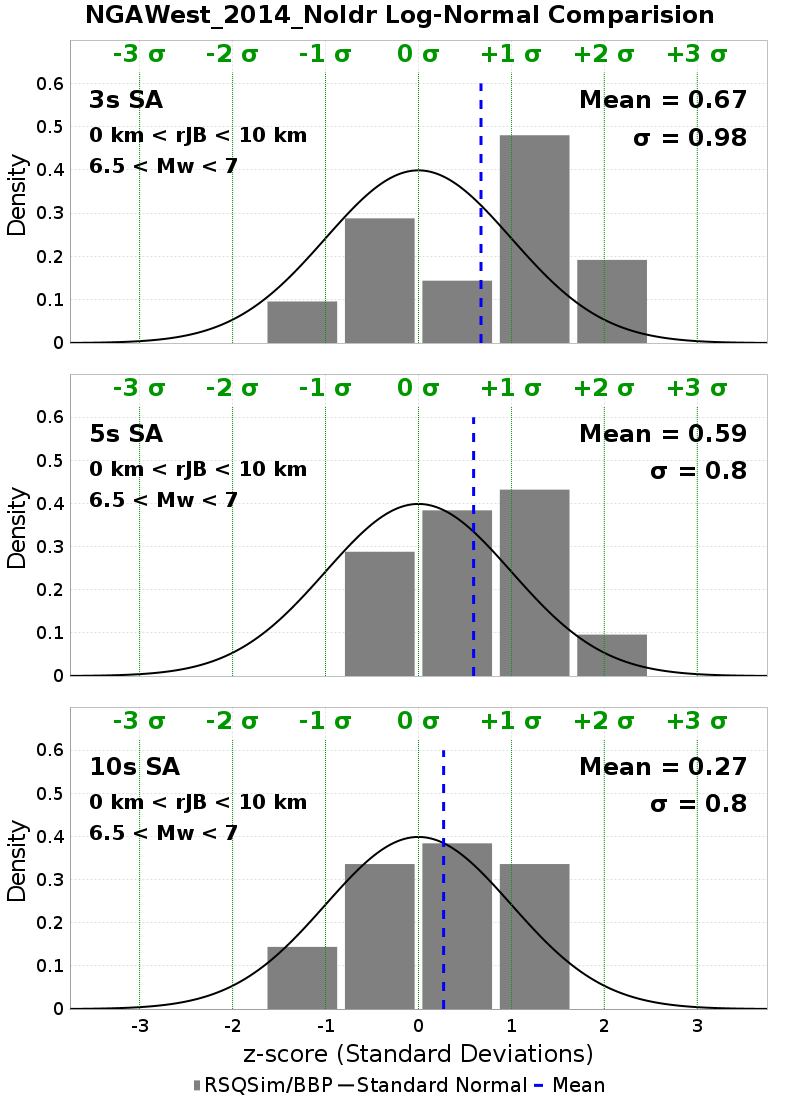 NGAWest_2014_NoIdr Log-Normal Comparision
-3 σ -2 σ -1 σ 0 σ +1 σ +2 σ +3 σ
3s SA
0 km < rJB < 10 km
6.5 < Mw < 7
Mean = 0.67
σ = 0.98
0.6
0.5
0.4
0.3
0.2
0.1
0
Density
-3 σ -2 σ -1 σ 0 σ +1 σ +2 σ +3 σ
5s SA
0 km < rJB < 10 km
6.5 < Mw < 7
Mean = 0.59
σ = 0.8
0.6
0.5
0.4
0.3
0.2
0.1
0
Density
-3 σ -2 σ -1 σ 0 σ +1 σ +2 σ +3 σ
10s SA
0 km < rJB < 10 km
6.5 < Mw < 7
Mean = 0.27
σ = 0.8
0.6
0.5
0.4
0.3
0.2
0.1
0
Density
-3 -2 -1 0 1 2 3
z-score (Standard Deviations)
RSQSim/BBP Standard Normal Mean